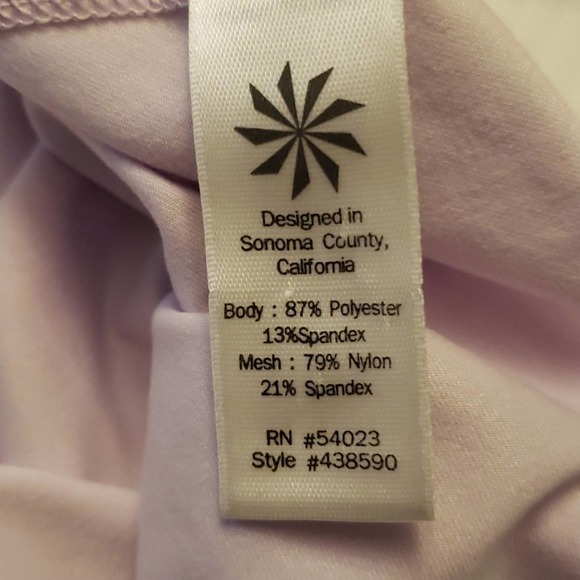 Designed in
Sonoma County,
California
Body : 87% Polyester
13%Spandex
Mesh : 79% Nylon
21% Spandex
RN #54023
Style #438590